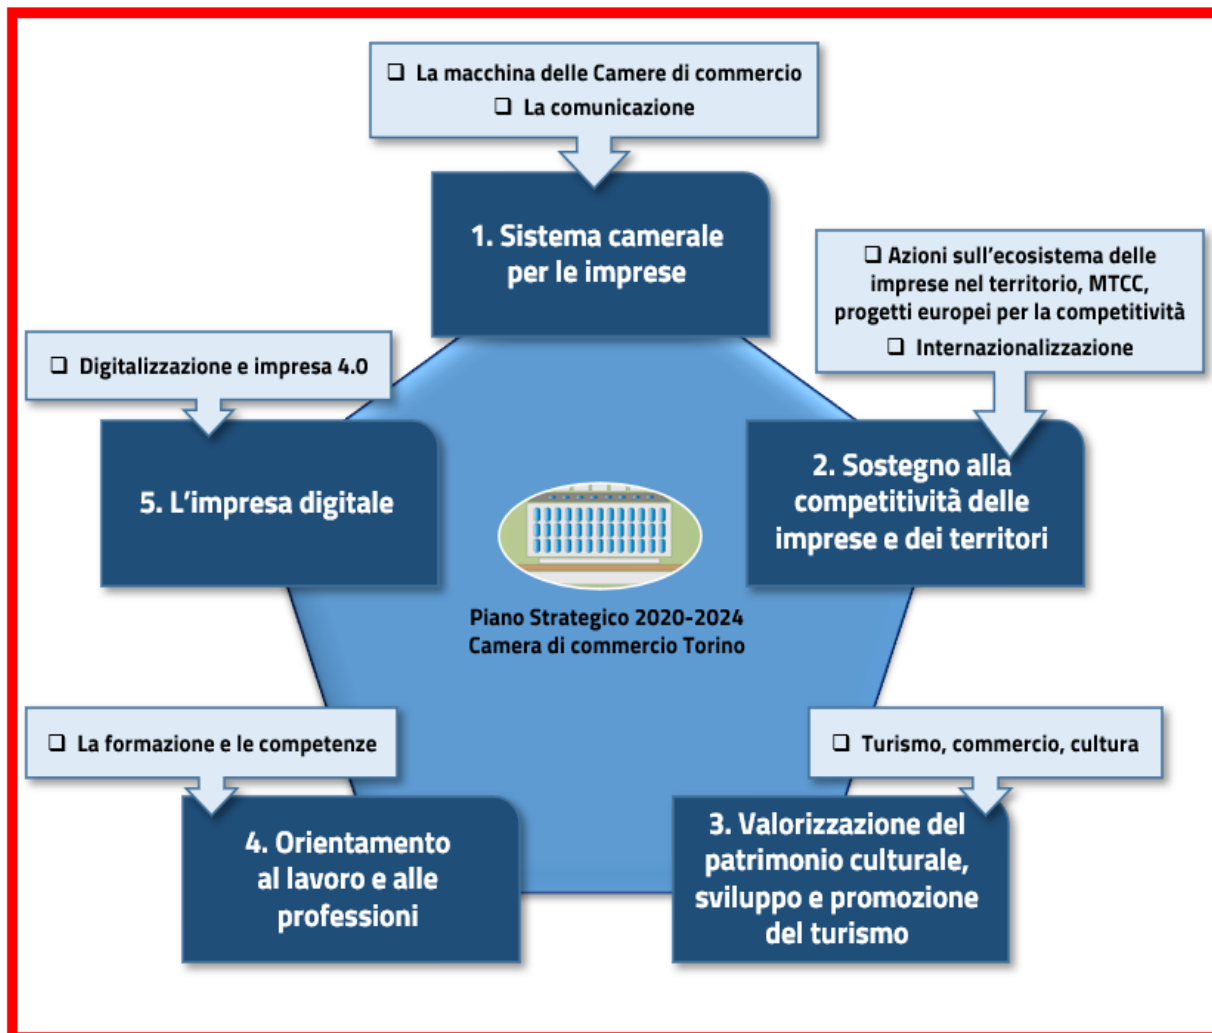 ❑ La macchina delle Camere di commercio
❑ La comunicazione
1. Sistema camerale
per le imprese
❑ Azioni sull’ecosistema delle
imprese nel territorio, MTCC,
progetti europei per la competitività
❑ Internazionalizzazione
2. Sostegno alla
competitività delle
imprese e dei territori
❑ Turismo, commercio, cultura
3. Valorizzazione del
patrimonio culturale,
sviluppo e promozione
del turismo
❑ La formazione e le competenze
4. Orientamento
al lavoro e alle
professioni
❑ Digitalizzazione e impresa 4.0
5. L’impresa digitale
Piano Strategico 2020-2024
Camera di commercio Torino